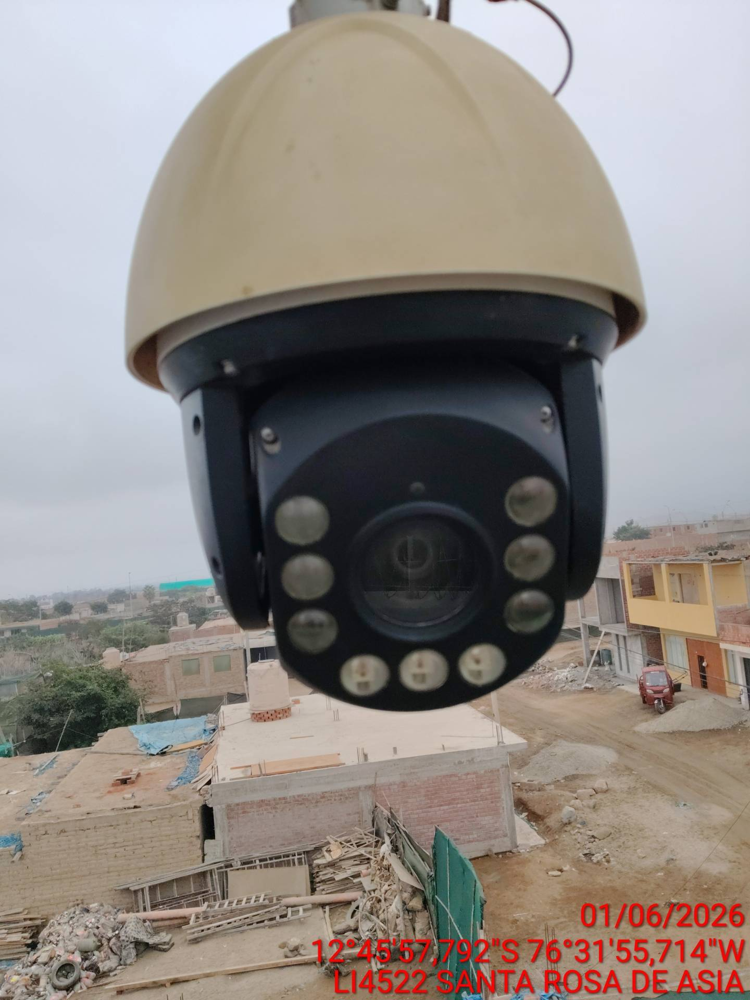 01/06/2026
12°45'57,792"S 76°31'55,714"W
LI4522 SANTA ROSA DE ASIA